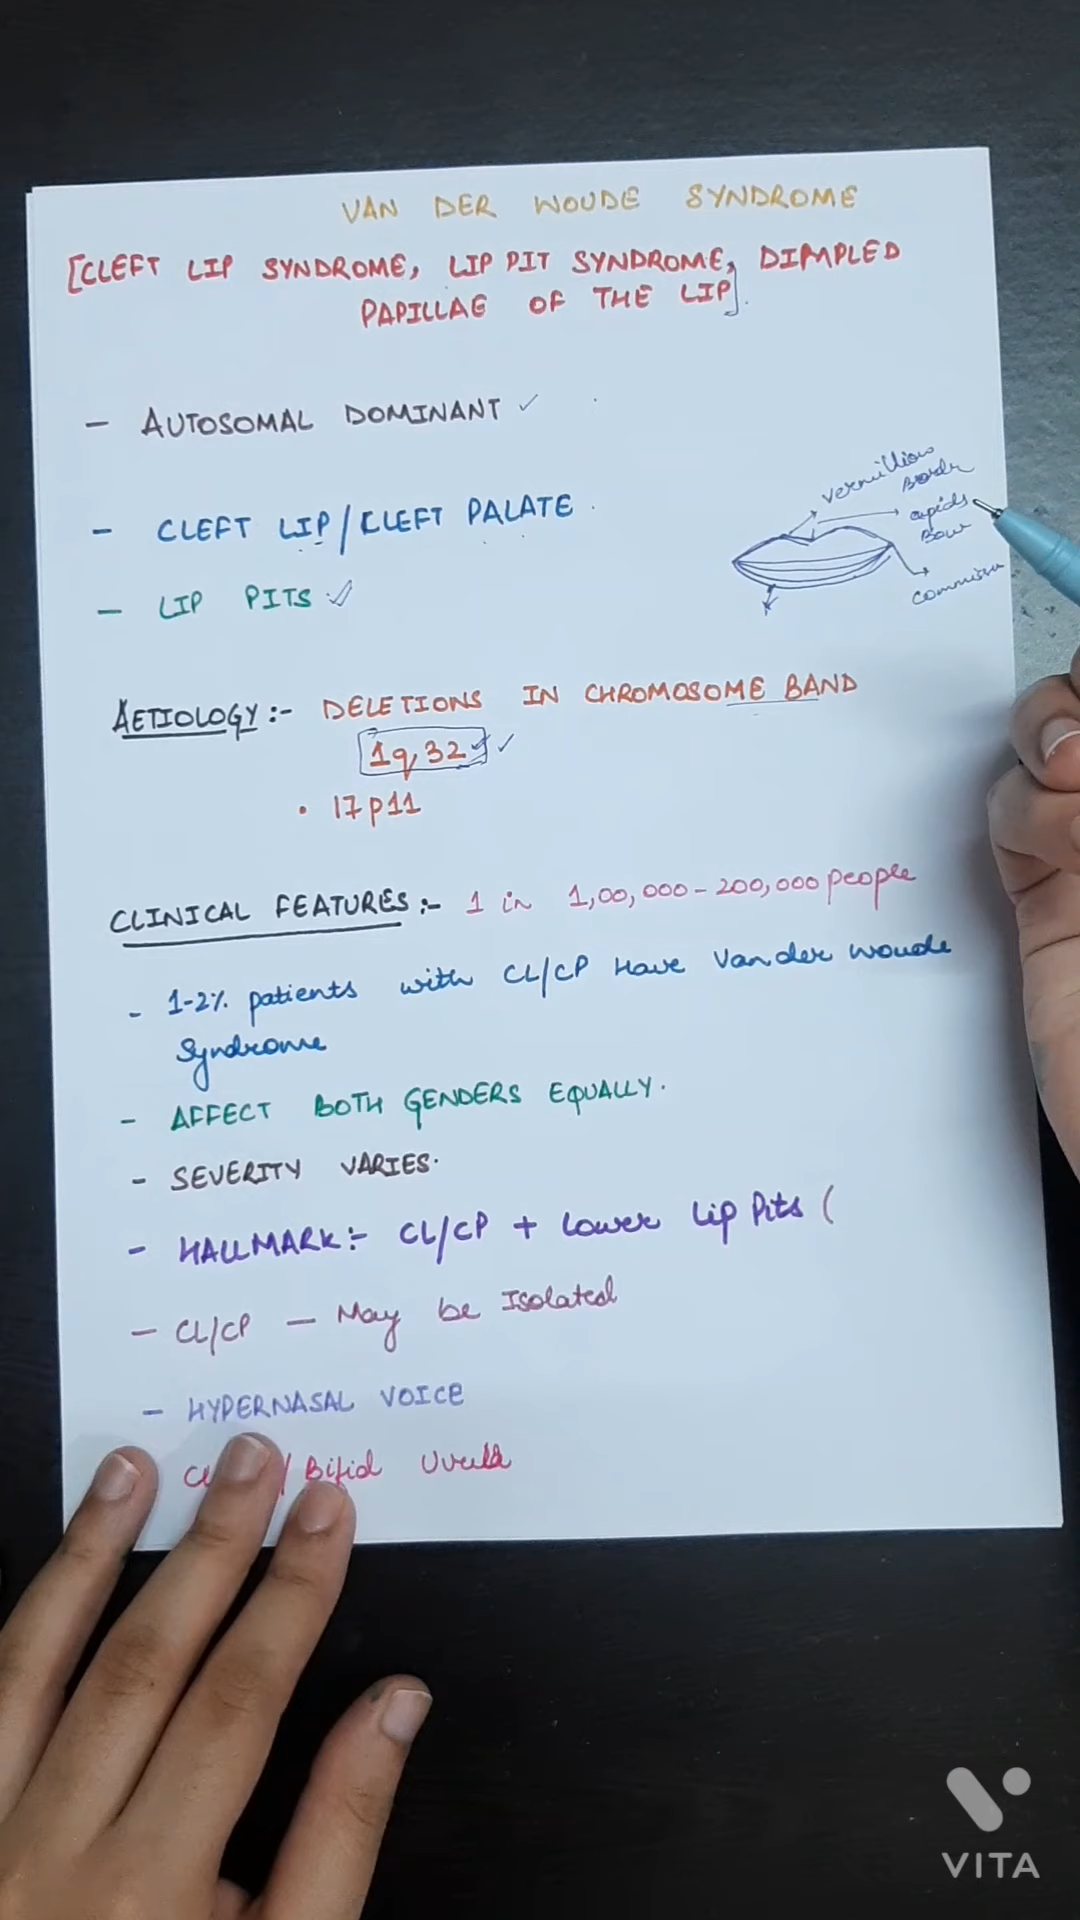 VAN DER WOUDE SYNDROME
[CLEFT LIP SYNDROME, LIP PIT SYNDROME, DIMPLED
PAPILLAE OF THE LIP].
- AUTOSOMAL DOMINANT ✓
- CLEFT LIP/CLEFT PALATE.
- LIP PITS ✓
vermillion
Border
cupids
Bow
AETIOLOGY:- DELETIONS IN CHROMOSOME BAND
1q32 ✓
• 17p11
CLINICAL FEATURES:- 1 in 1,00,000-200,000 people
- 1-2% patients with CL/CP Have Vander Woude
Syndrome
- AFFECT BOTH GENDERS EQUALLY.
- SEVERITY VARIES.
- HALLMARK:- CL/CP + Lower Lip Pits (
- CL/CP - May be Isolated
- HYPERNASAL VOICE
/ Bifid Uvula
VITA